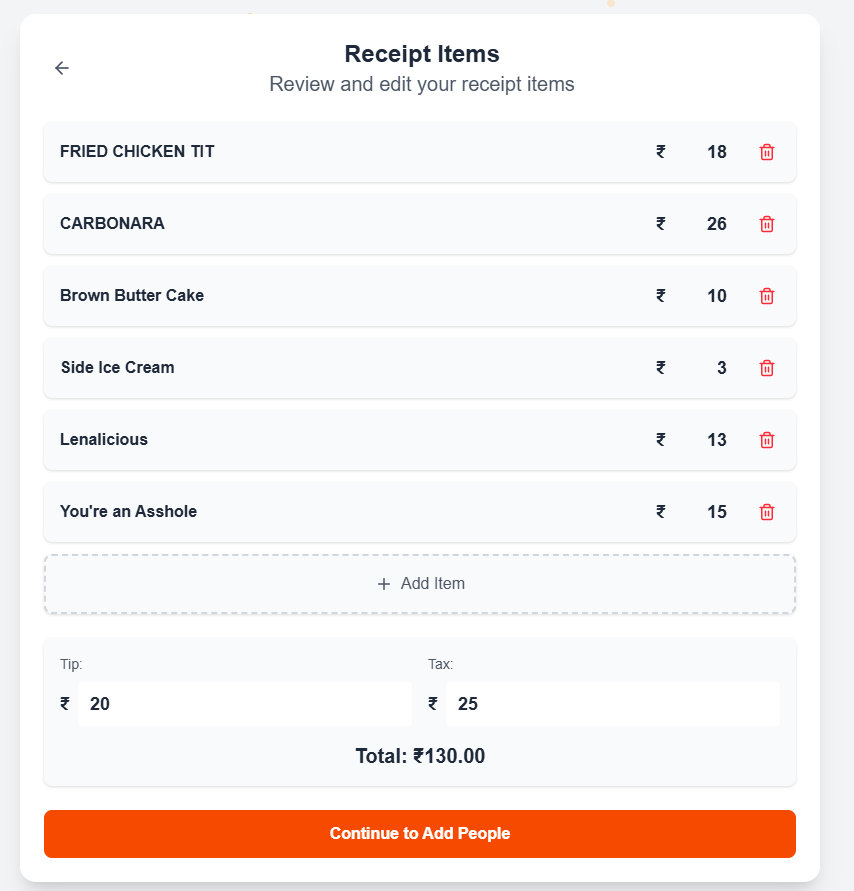 Receipt Items
Review and edit your receipt items
FRIED CHICKEN TIT ₹ 18
CARBONARA ₹ 26
Brown Butter Cake ₹ 10
Side Ice Cream ₹ 3
Lenalicious ₹ 13
You're an Asshole ₹ 15
+ Add Item
Tip: Tax:
₹ 20 ₹ 25
Total: ₹130.00
Continue to Add People